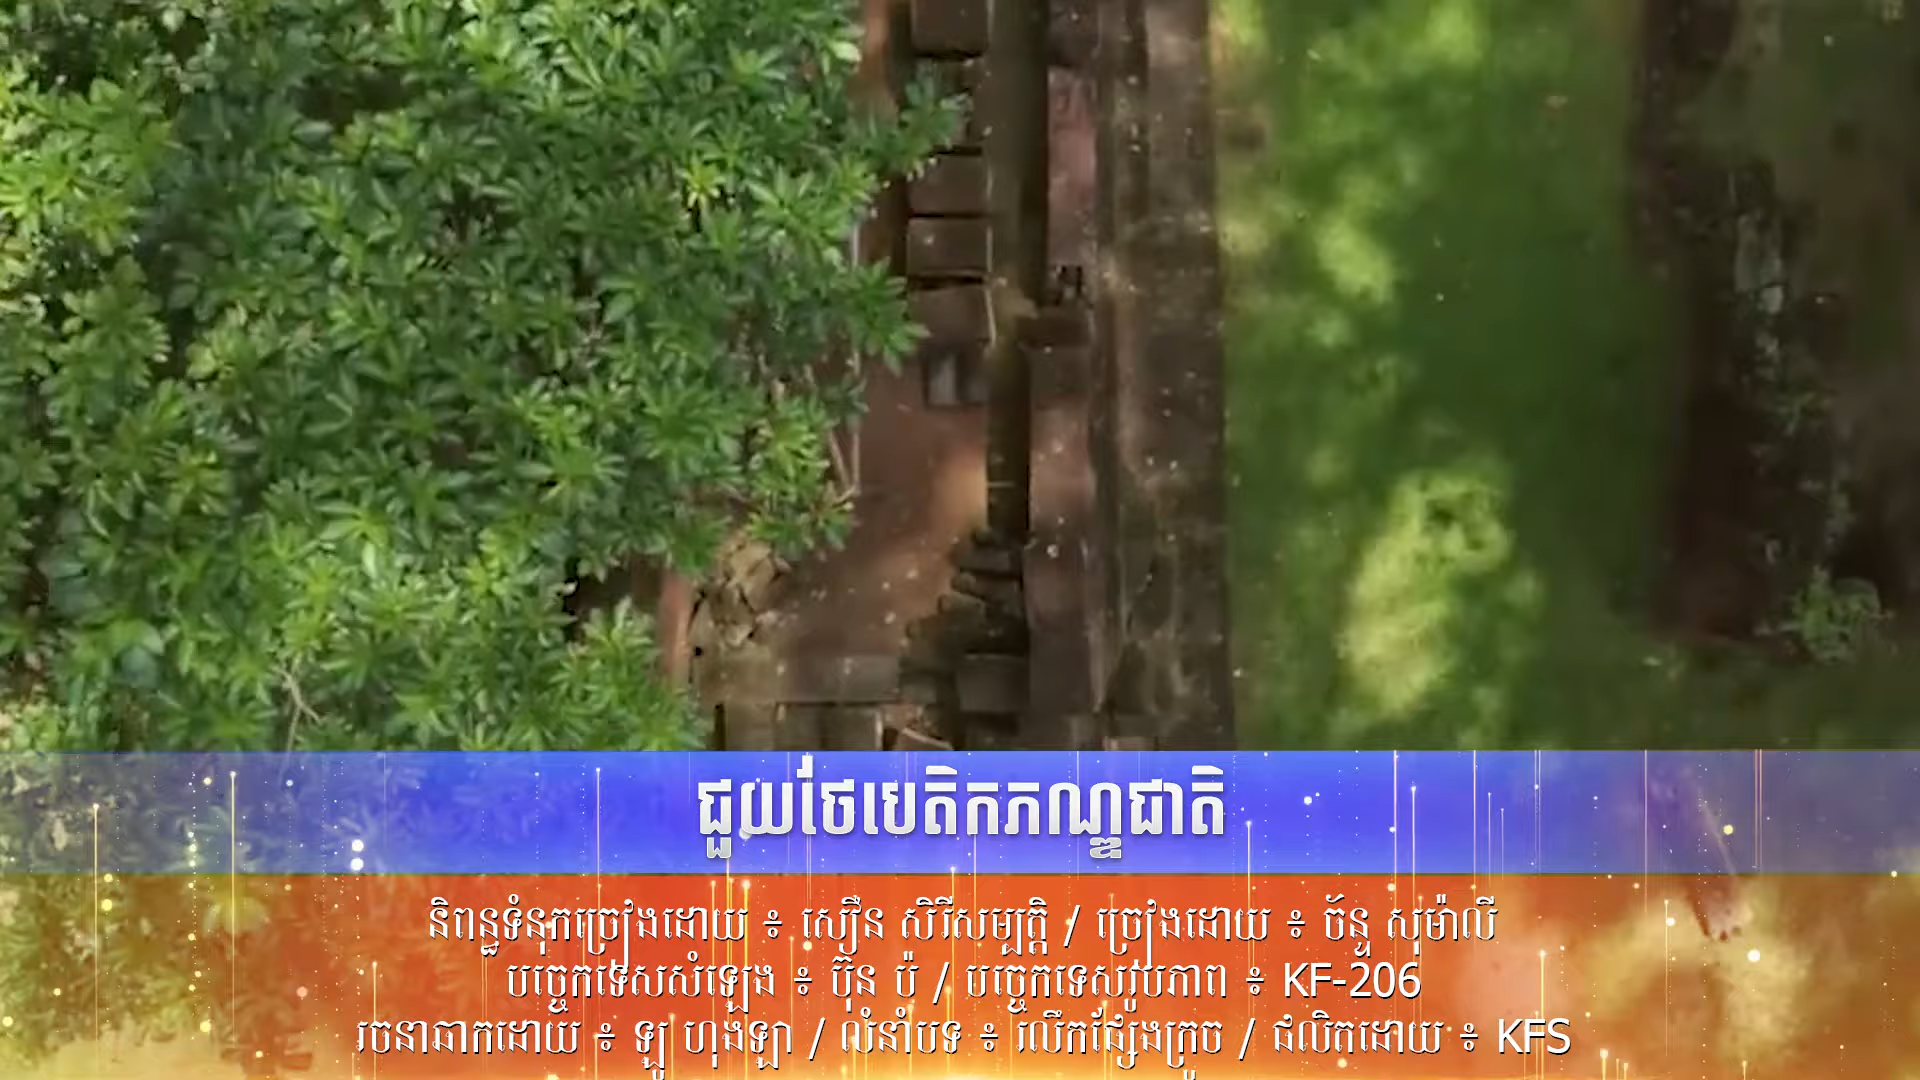 ជួយថែបេតិកភណ្ឌជាតិ
និពន្ធទំនុកច្រៀងដោយ ៖ សឿន សិរីសម្បត្តិ / ច្រៀងដោយ ៖ ច័ន្ទ សុម៉ាលី
បច្ចេកទេសសំឡេង ៖ ប៊ុន ប៉ / បច្ចេកទេសរូបភាព ៖ KF-206
រចនាឆាកដោយ ៖ ឡូ ហុងឡា / លំនាំបទ ៖ រលឹកផ្សែងក្រូច / ផលិតដោយ ៖ KFS